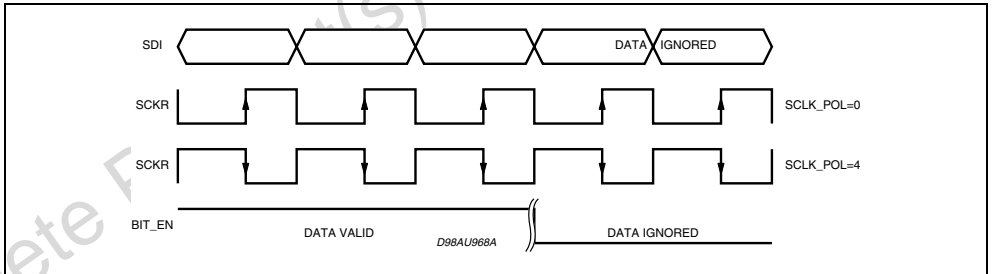 SDI
DATA IGNORED
SCKR
SCLK_POL=0
SCKR
SCLK_POL=4
BIT_EN
DATA VALID
D98AU968A
DATA IGNORED